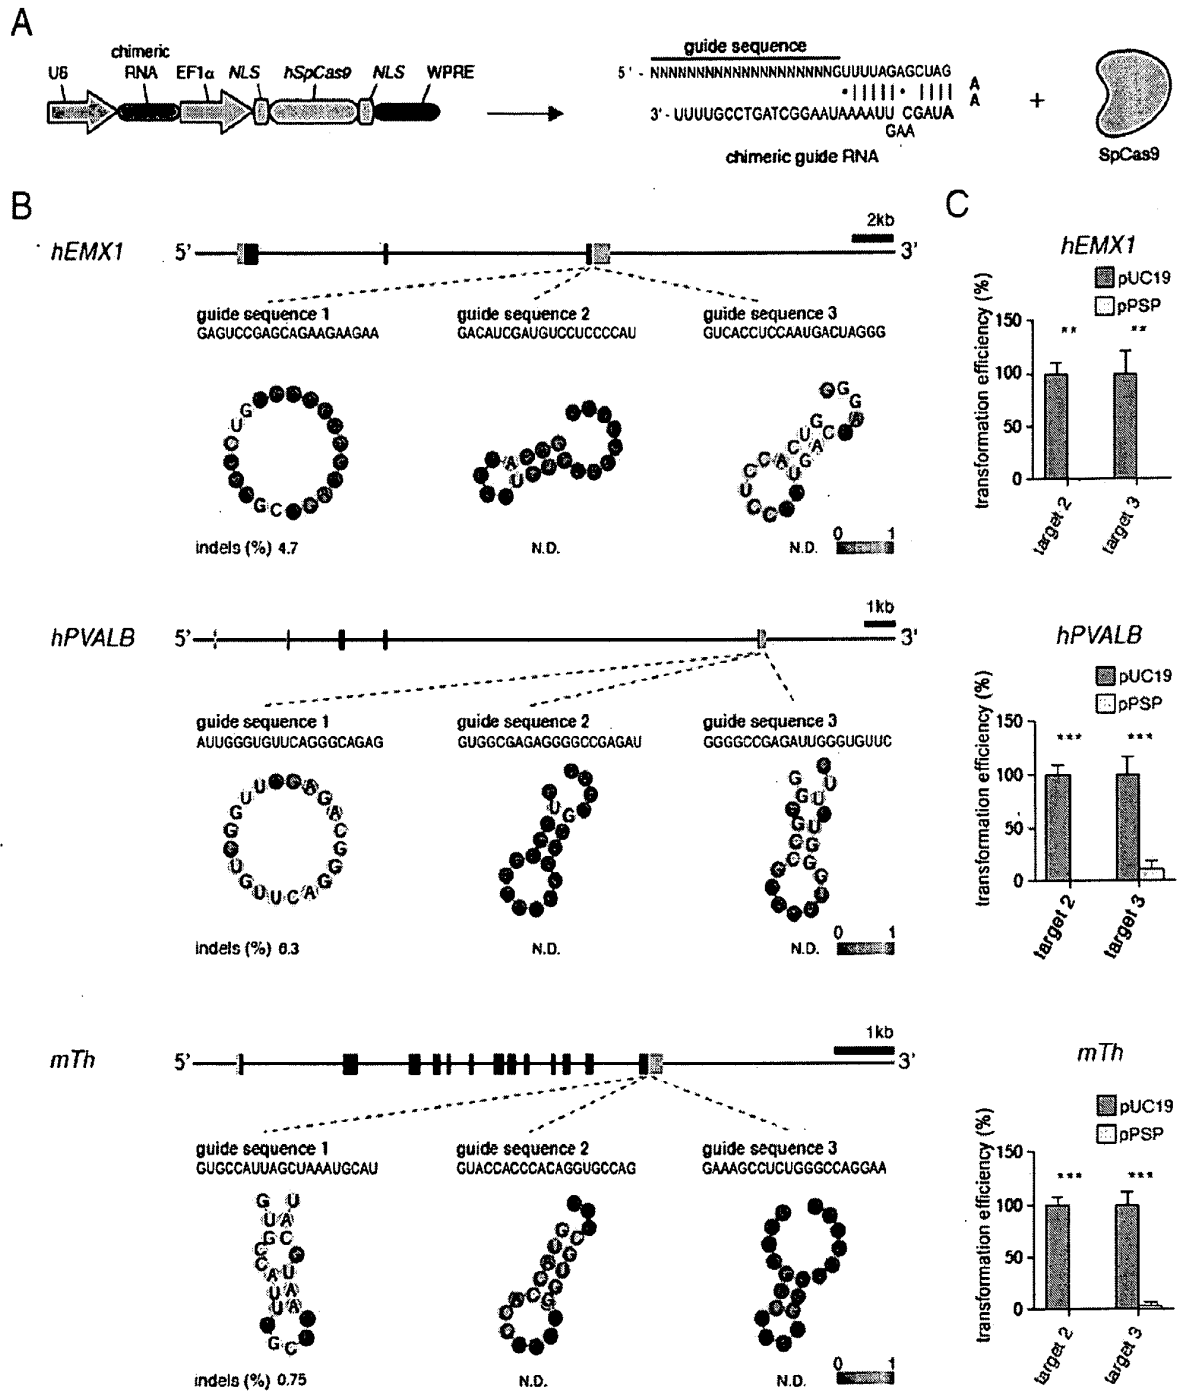 A
chimeric
U6 RNA EF1α NLS hSpCas9 NLS WPRE
guide sequence
5' - NNNNNNNNNNNNNNNNNNNNGUUUUAGAGCUAG
A
A
3' - UUUUGCCTGATCGGAAUAAAAUU CGAUA
GAA
chimeric guide RNA
+
SpCas9
B
hEMX1
5'
2kb
3'
guide sequence 1
GAGUCCGAGCAGAAGAAGAA
guide sequence 2
GACAUCGAUGUCCUCCCCAU
guide sequence 3
GUCACCUCCAAUGACUAGGG
indels (%) 4.7
N.D.
N.D.
0 1
C
hEMX1
pUC19
pPSP
transformation efficiency (%)
150
100
50
0
** **
target 2
target 3
hPVALB
5'
1kb
3'
guide sequence 1
AUUGGGUGUUCAGGGCAGAG
guide sequence 2
GUGGCGAGAGGGGCCGAGAU
guide sequence 3
GGGGCCGAGAUUGGGUGUUC
indels (%) 6.3
N.D.
N.D.
0 1
hPVALB
pUC19
pPSP
transformation efficiency (%)
150
100
50
0
*** ***
target 2
target 3
mTh
5'
1kb
3'
guide sequence 1
GUGCCAUUAGCUAAAUGCAU
guide sequence 2
GUACCACCCACAGGUGCCAG
guide sequence 3
GAAAGCCUCUGGGCCAGGAA
indels (%) 0.75
N.D.
N.D.
0 1
mTh
pUC19
pPSP
transformation efficiency (%)
150
100
50
0
*** ***
target 2
target 3